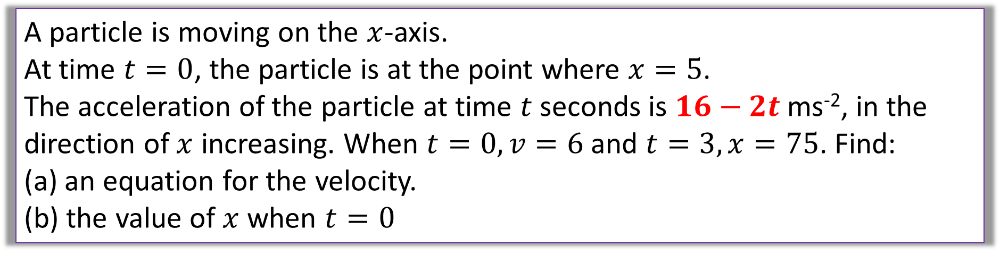 A particle is moving on the x-axis.
At time t = 0, the particle is at the point where x = 5.
The acceleration of the particle at time t seconds is 16 − 2t ms⁻², in the
direction of x increasing. When t = 0, v = 6 and t = 3, x = 75. Find:
(a) an equation for the velocity.
(b) the value of x when t = 0